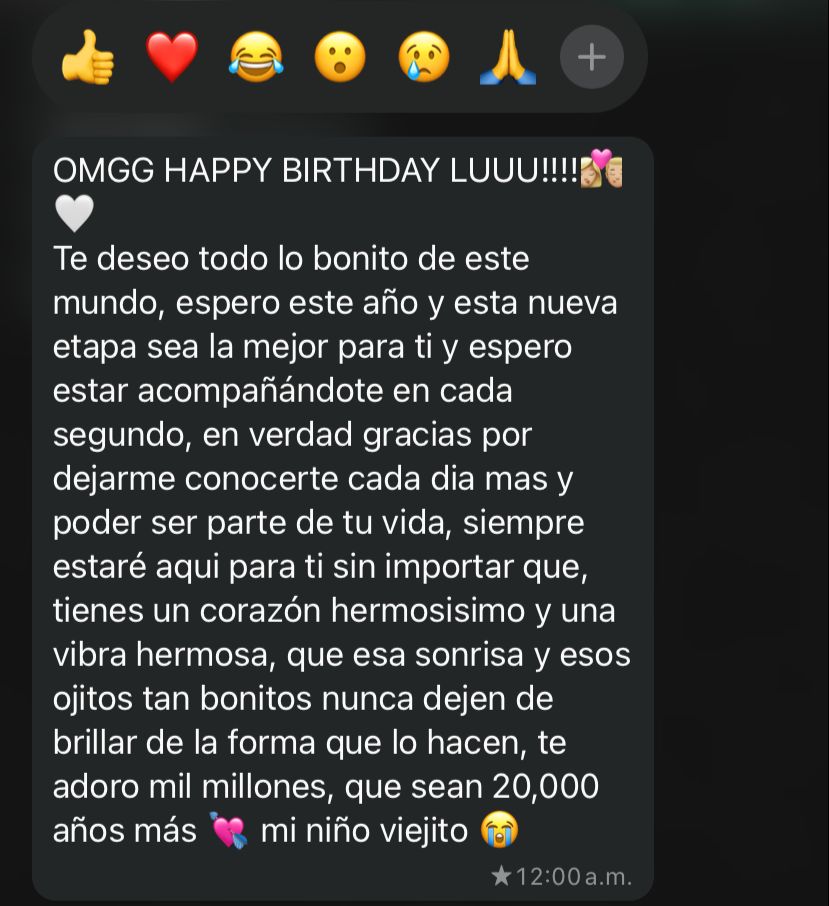 OMGG HAPPY BIRTHDAY LUUU!!!!👩🏼‍❤️‍💋‍👨🏼
🤍
Te deseo todo lo bonito de este
mundo, espero este año y esta nueva
etapa sea la mejor para ti y espero
estar acompañándote en cada
segundo, en verdad gracias por
dejarme conocerte cada dia mas y
poder ser parte de tu vida, siempre
estaré aqui para ti sin importar que,
tienes un corazón hermosisimo y una
vibra hermosa, que esa sonrisa y esos
ojitos tan bonitos nunca dejen de
brillar de la forma que lo hacen, te
adoro mil millones, que sean 20,000
años más 💘 mi niño viejito 😭
★12:00a.m.